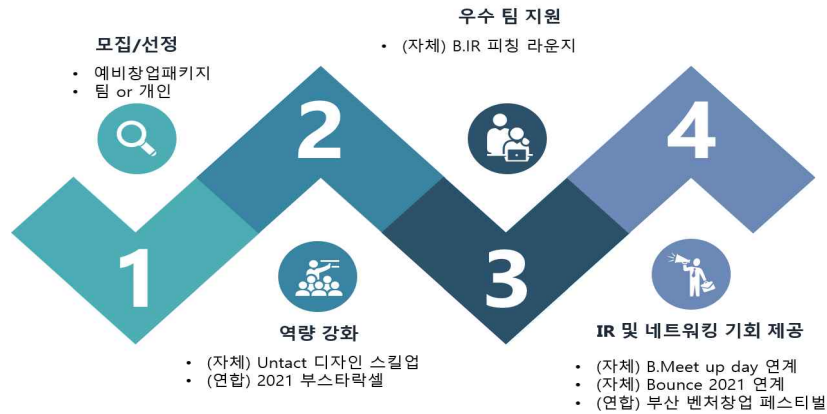 모집/선정
• 예비창업패키지
• 팀 or 개인
1
2
역량 강화
• (자체) Untact 디자인 스킬업
• (연합) 2021 부스타락셀
우수 팀 지원
• (자체) B.IR 피칭 라운지
3
4
IR 및 네트워킹 기회 제공
• (자체) B.Meet up day 연계
• (자체) Bounce 2021 연계
• (연합) 부산 벤처창업 페스티벌